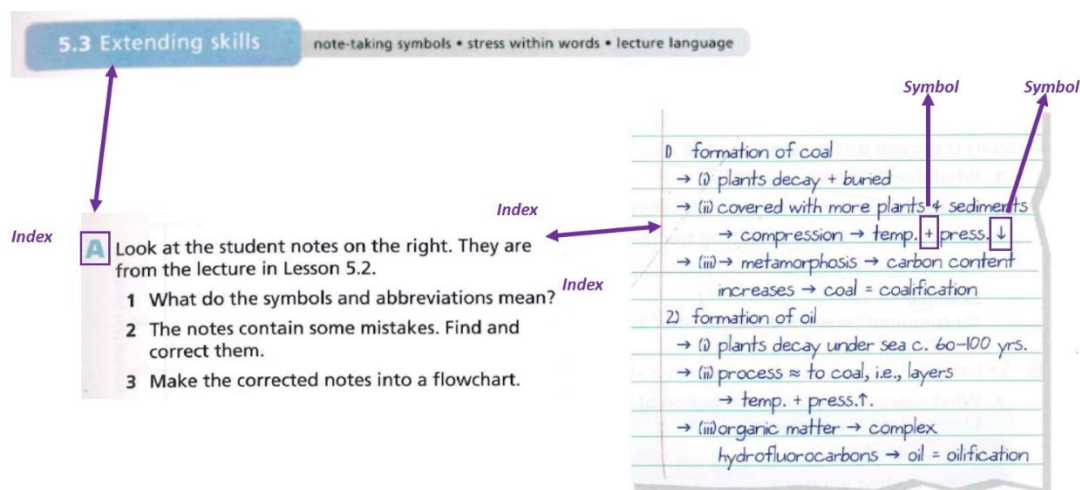 5.3 Extending skills
note-taking symbols • stress within words • lecture language
Symbol
Symbol
Index
Index
Index
A Look at the student notes on the right. They are
from the lecture in Lesson 5.2.
1 What do the symbols and abbreviations mean?
2 The notes contain some mistakes. Find and
correct them.
3 Make the corrected notes into a flowchart.
1) formation of coal
→ (i) plants decay + buried
→ (ii) covered with more plants & sediments
→ compression → temp. + press. ↓
→ (iii) → metamorphosis → carbon content
increases → coal = coalification
2) formation of oil
→ (i) plants decay under sea c. 60-100 yrs.
→ (ii) process ≈ to coal, i.e., layers
→ temp. + press.↑.
→ (iii) organic matter → complex
hydrofluorocarbons → oil = oilification